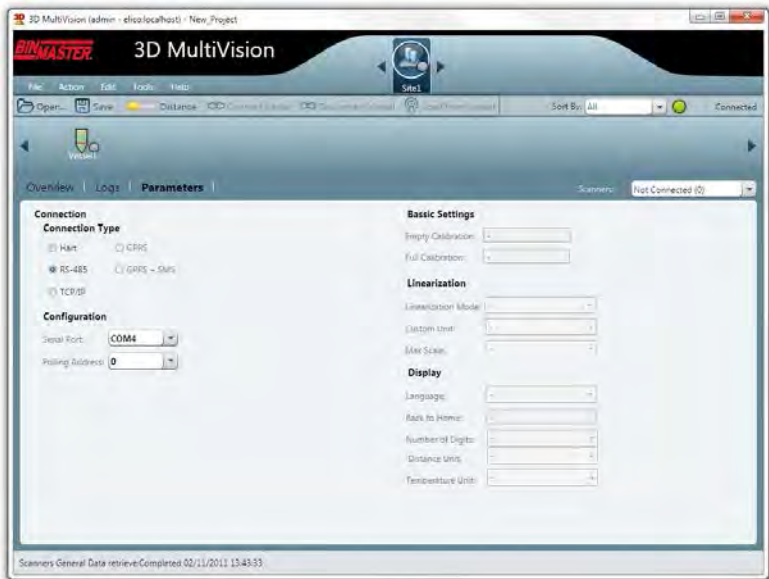 3D MultiVision (admin - elico.localhost) - New_Project
BINMASTER
3D MultiVision
Site1
File Action Edit Tools Help
Open... Save Distance
Sort By: All
Connected
Vessel1
Overview Logs Parameters
Scanners: Not Connected (0)
Connection
Connection Type
Hart GPRS
RS-485 GPRS - SMS
TCP/IP
Configuration
Serial Port: COM4
Polling Address: 0
Bassic Settings
Empty Calibration: -
Full Calibration: -
Linearization
Linearization Mode: -
Custom Unit: -
Max Scale: -
Display
Language: -
Back to Home: -
Number of Digits: -
Distance Unit: -
Temperature Unit: -
Scanners General Data retrieve:Completed 02/11/2011 13:43:33